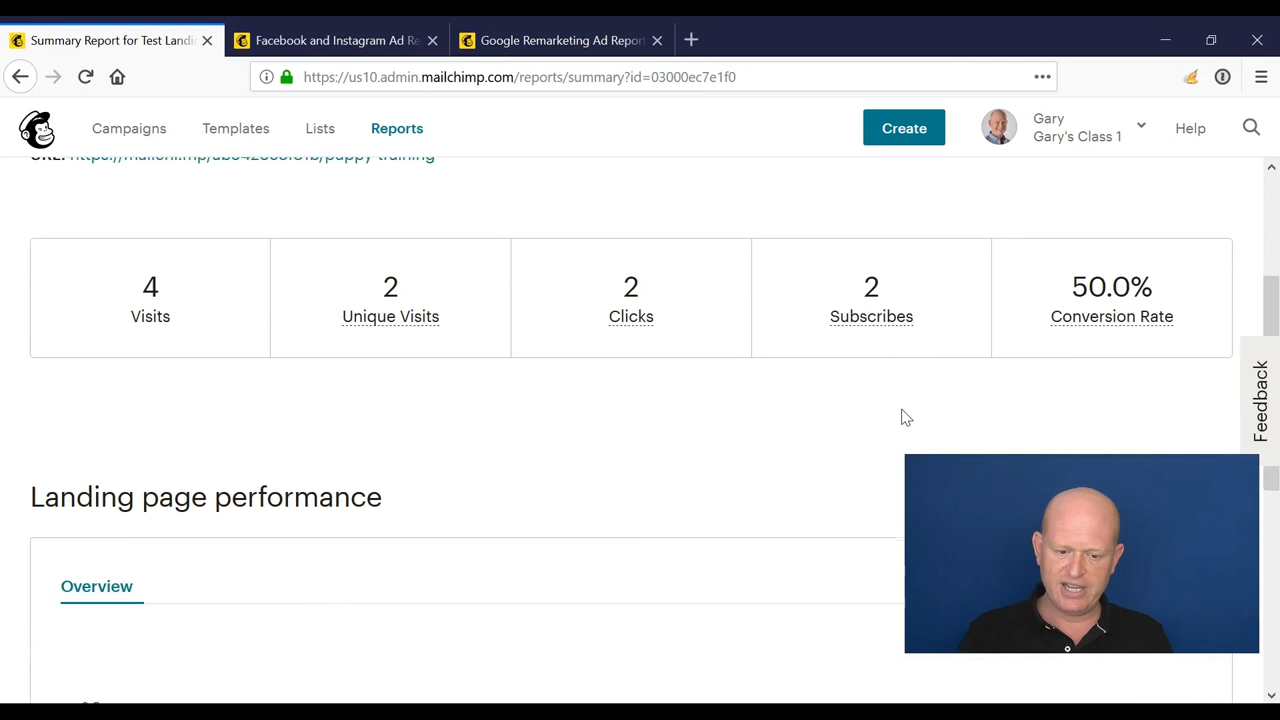 Summary Report for Test Landi
Facebook and Instagram Ad Re
Google Remarketing Ad Report
https://us10.admin.mailchimp.com/reports/summary?id=03000ec7e1f0
Campaigns
Templates
Lists
Reports
Create
Gary
Gary's Class 1
Help
4
Visits
2
Unique Visits
2
Clicks
2
Subscribes
50.0%
Conversion Rate
Feedback
Landing page performance
Overview